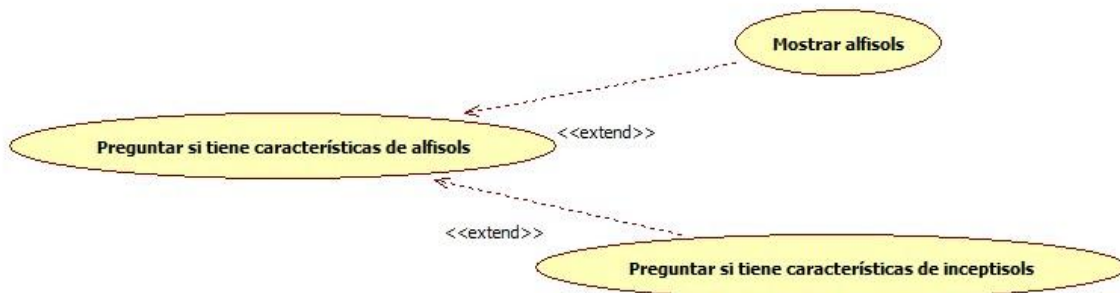 Mostrar alfisols
<<extend>>
Preguntar si tiene características de alfisols
<<extend>>
Preguntar si tiene características de inceptisols